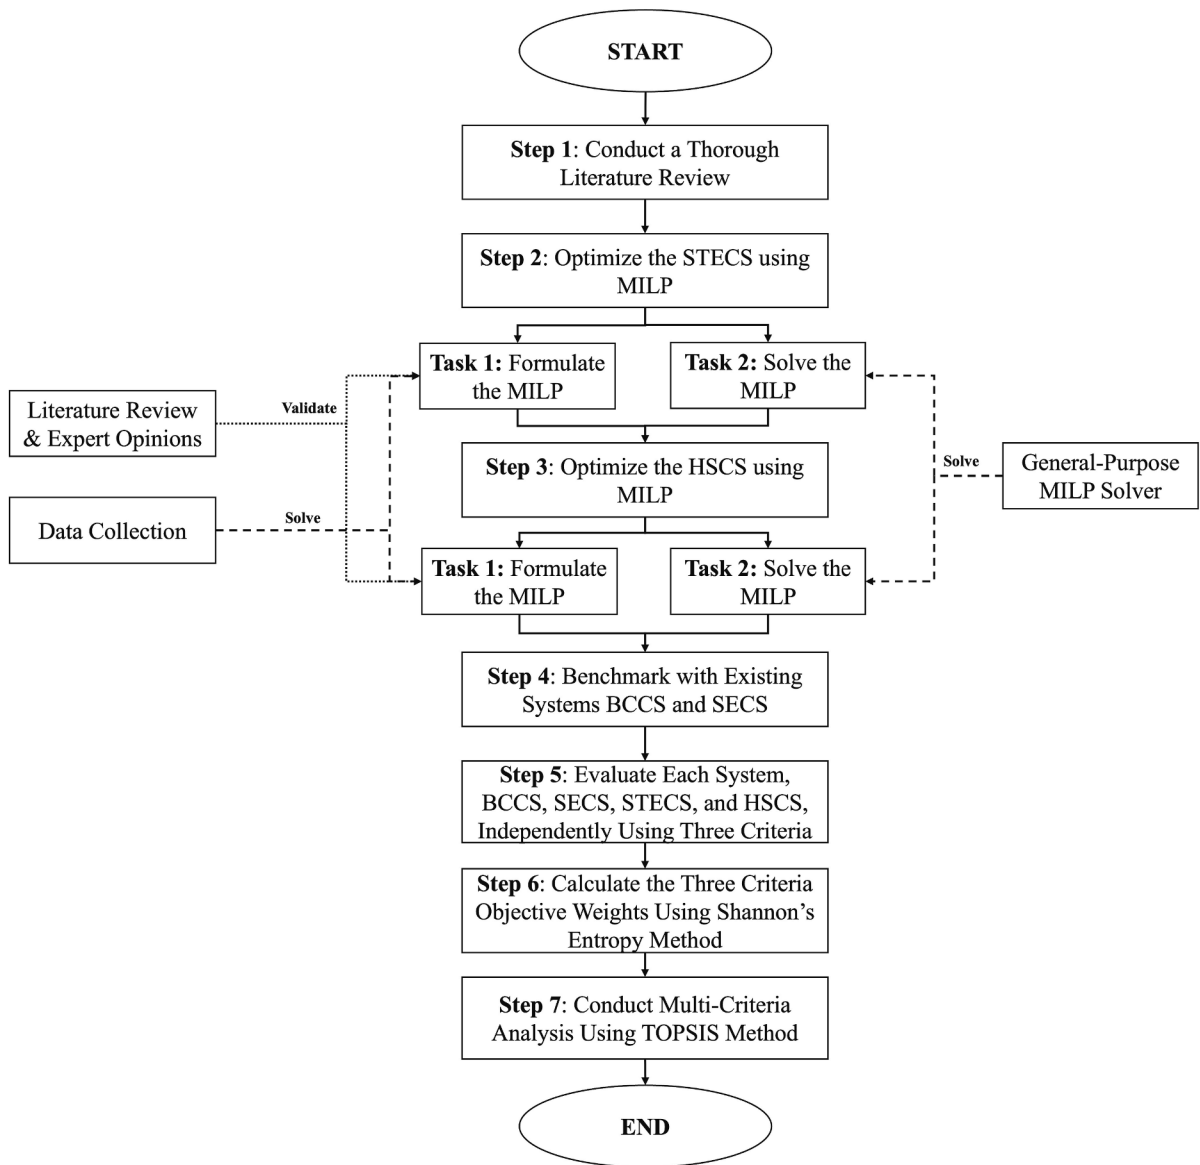 START
Step 1: Conduct a Thorough
Literature Review
Step 2: Optimize the STECS using
MILP
Task 1: Formulate
the MILP
Task 2: Solve the
MILP
Literature Review
& Expert Opinions
Validate
Step 3: Optimize the HSCS using
MILP
Solve
General-Purpose
MILP Solver
Data Collection
Solve
Task 1: Formulate
the MILP
Task 2: Solve the
MILP
Step 4: Benchmark with Existing
Systems BCCS and SECS
Step 5: Evaluate Each System,
BCCS, SECS, STECS, and HSCS,
Independently Using Three Criteria
Step 6: Calculate the Three Criteria
Objective Weights Using Shannon’s
Entropy Method
Step 7: Conduct Multi-Criteria
Analysis Using TOPSIS Method
END